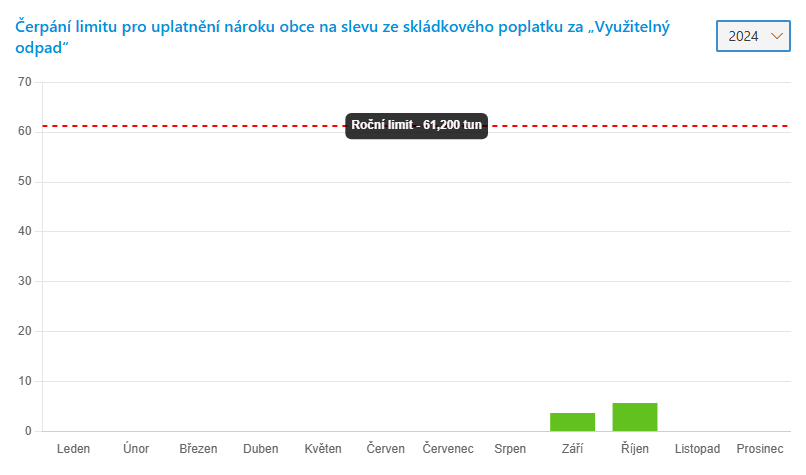 Čerpání limitu pro uplatnění nároku obce na slevu ze skládkového poplatku za „Využitelný
odpad“
2024
70
Roční limit - 61,200 tun
60
50
40
30
20
10
0
Leden Únor Březen Duben Květen Červen Červenec Srpen Září Říjen Listopad Prosinec